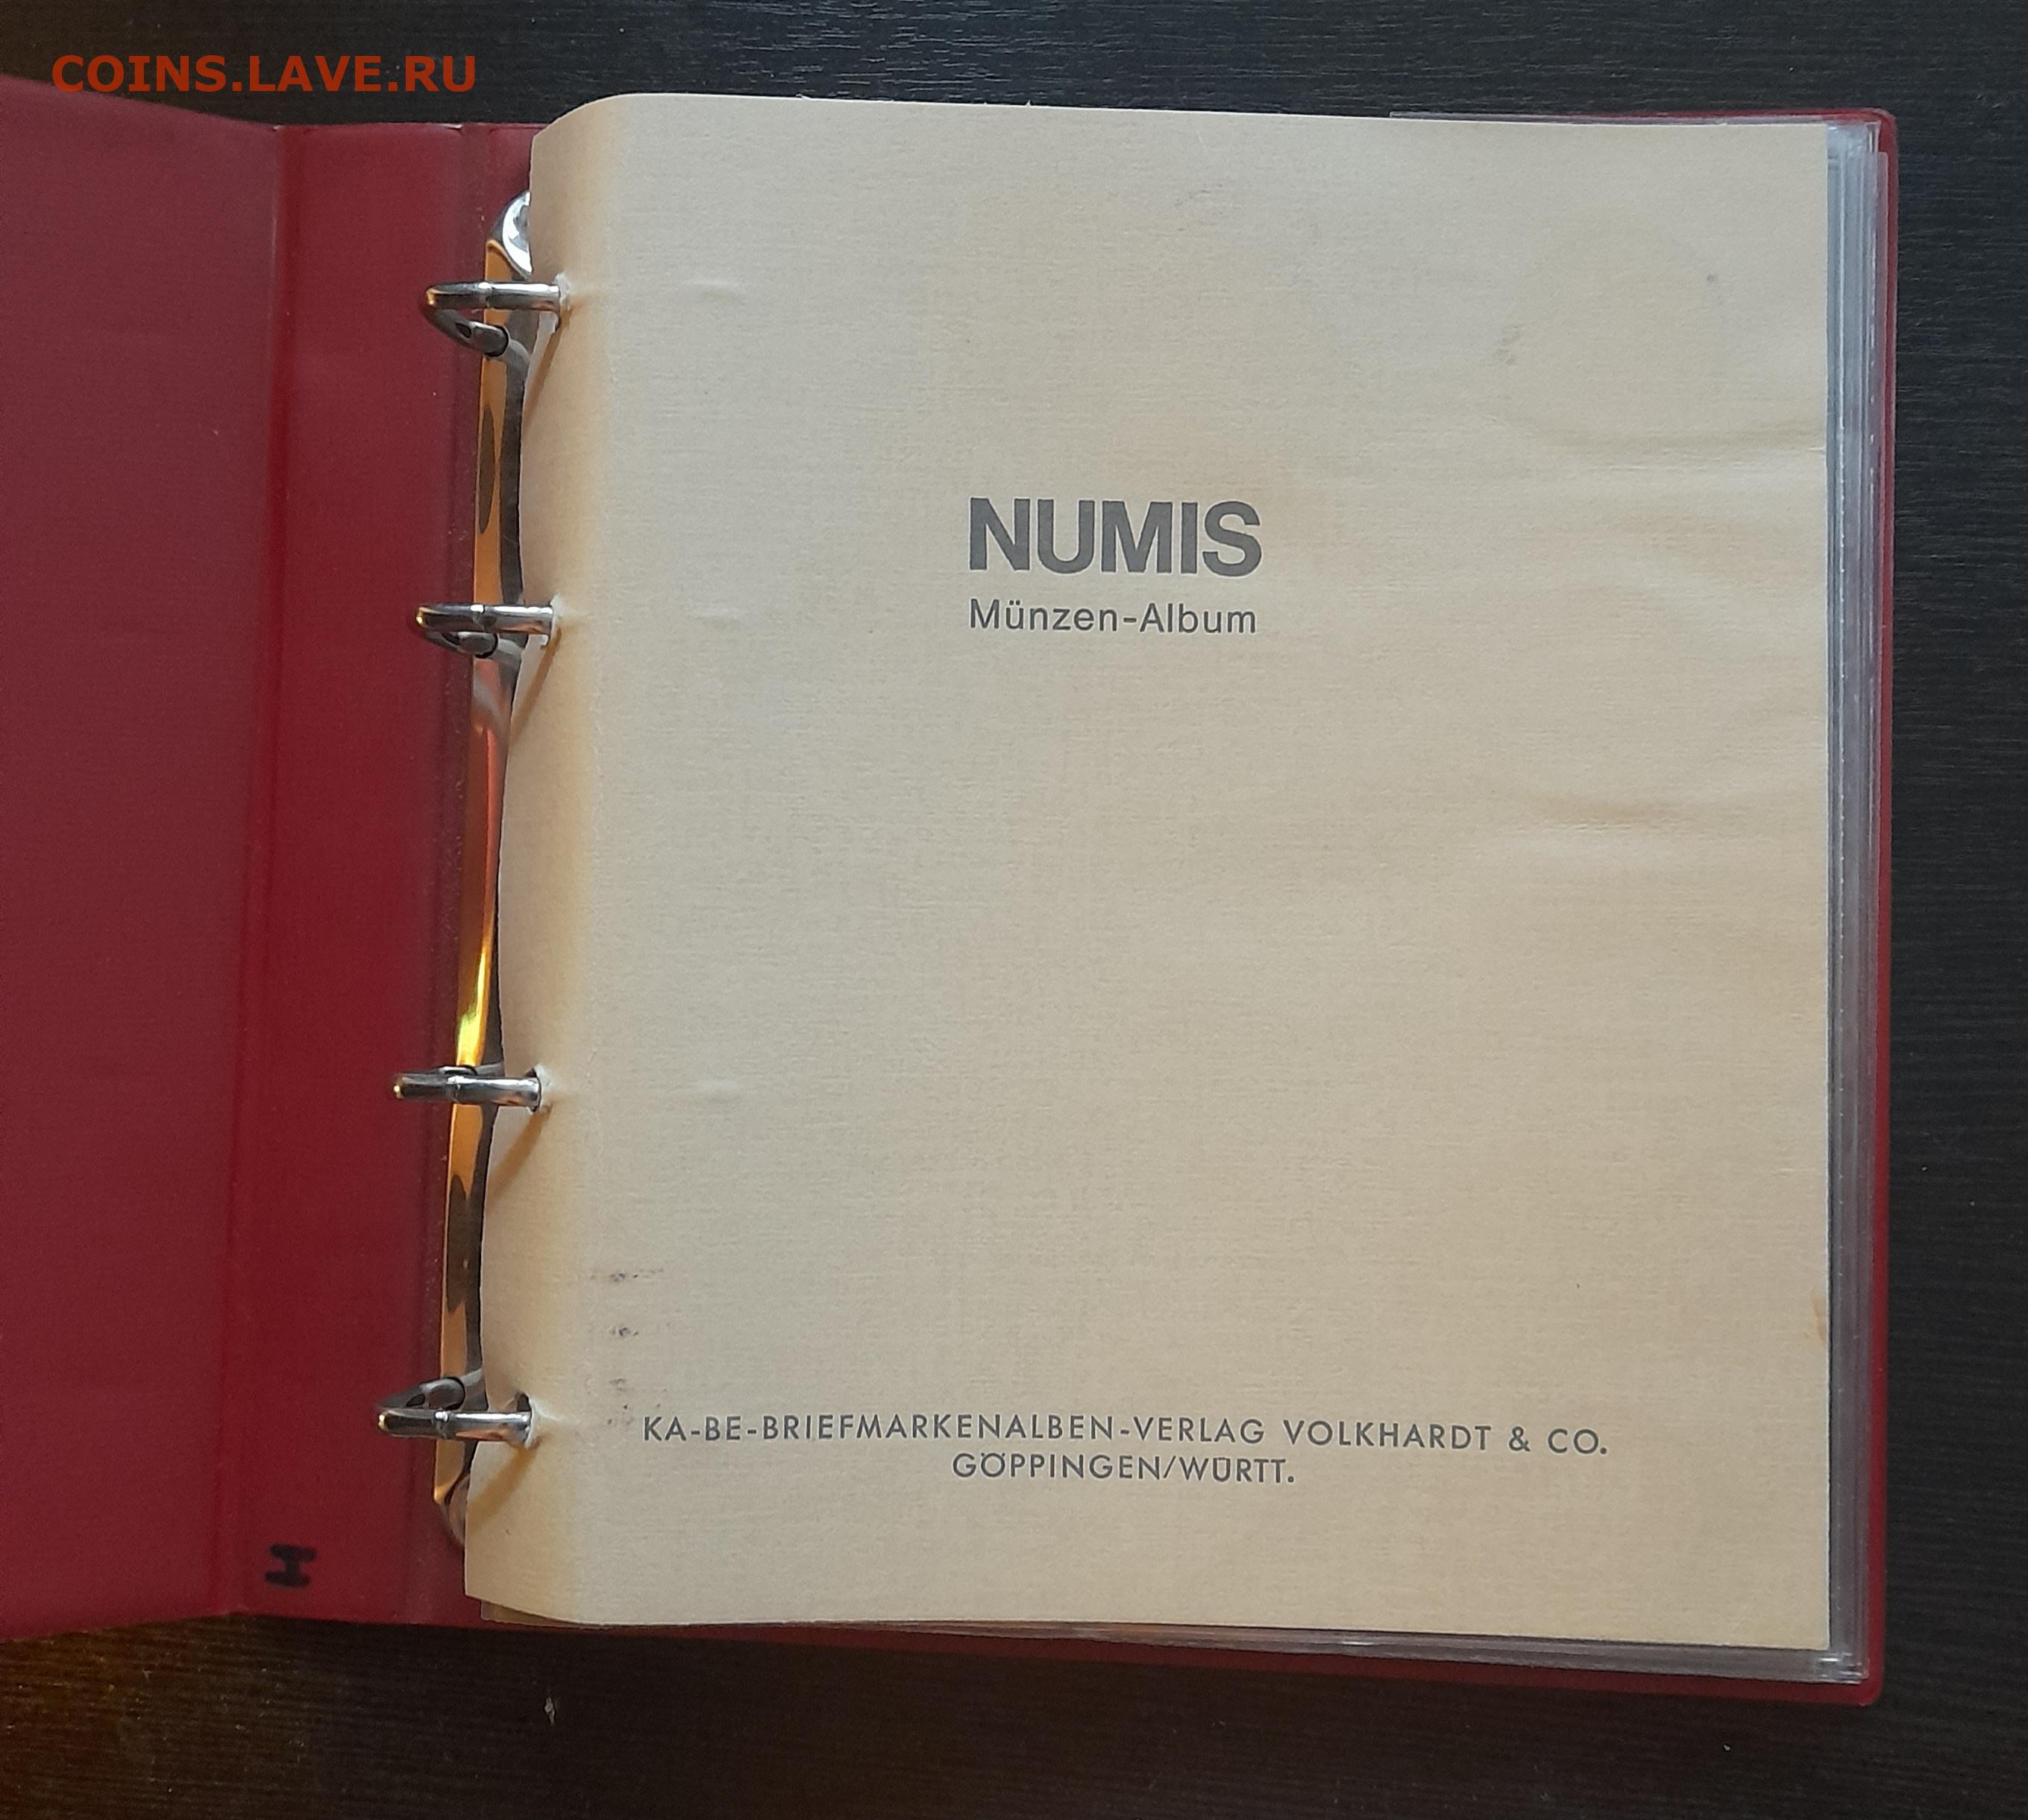 COINS.LAVE.RU
NUMIS
Münzen-Album
KA-BE-BRIEFMARKENALBEN-VERLAG VOLKHARDT & CO.
GÖPPINGEN/WÜRTT.
H